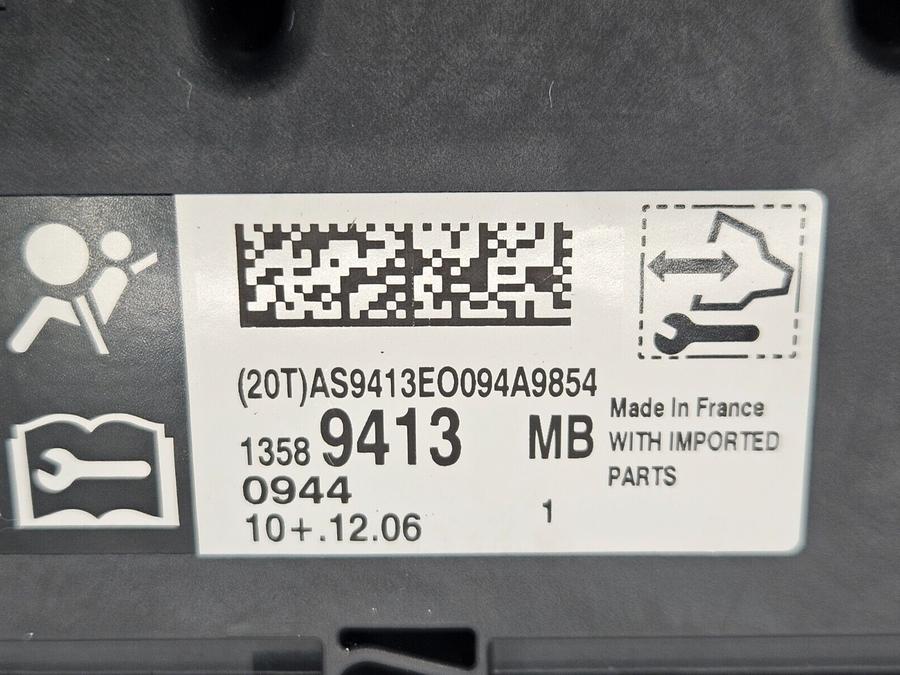 (20T)AS9413EO094A9854
1358 9413 MB
0944
10+.12.06 1
Made In France
WITH IMPORTED
PARTS